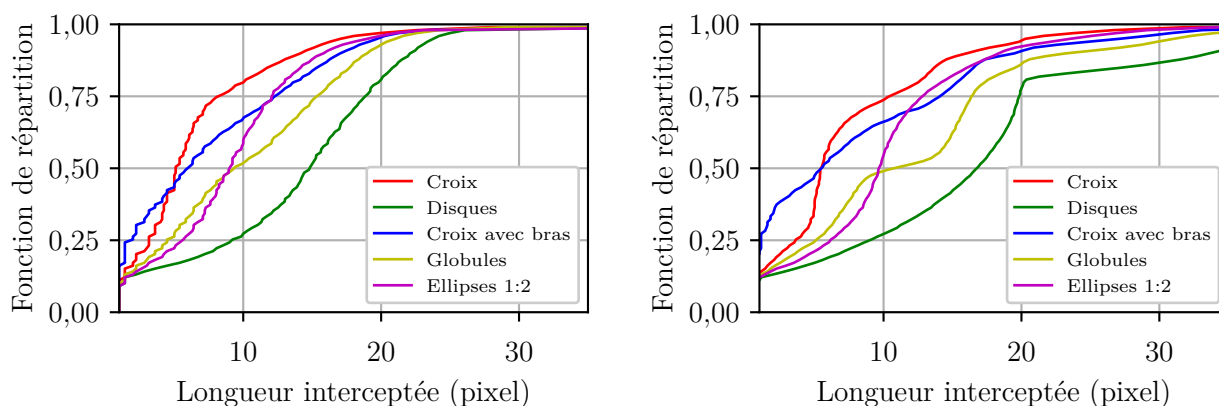 1,00
0,75
0,50
0,25
0,00
Fonction de répartition
10
20
30
Longueur interceptée (pixel)
Croix
Disques
Croix avec bras
Globules
Ellipses 1:2
1,00
0,75
0,50
0,25
0,00
Fonction de répartition
10
20
30
Longueur interceptée (pixel)
Croix
Disques
Croix avec bras
Globules
Ellipses 1:2